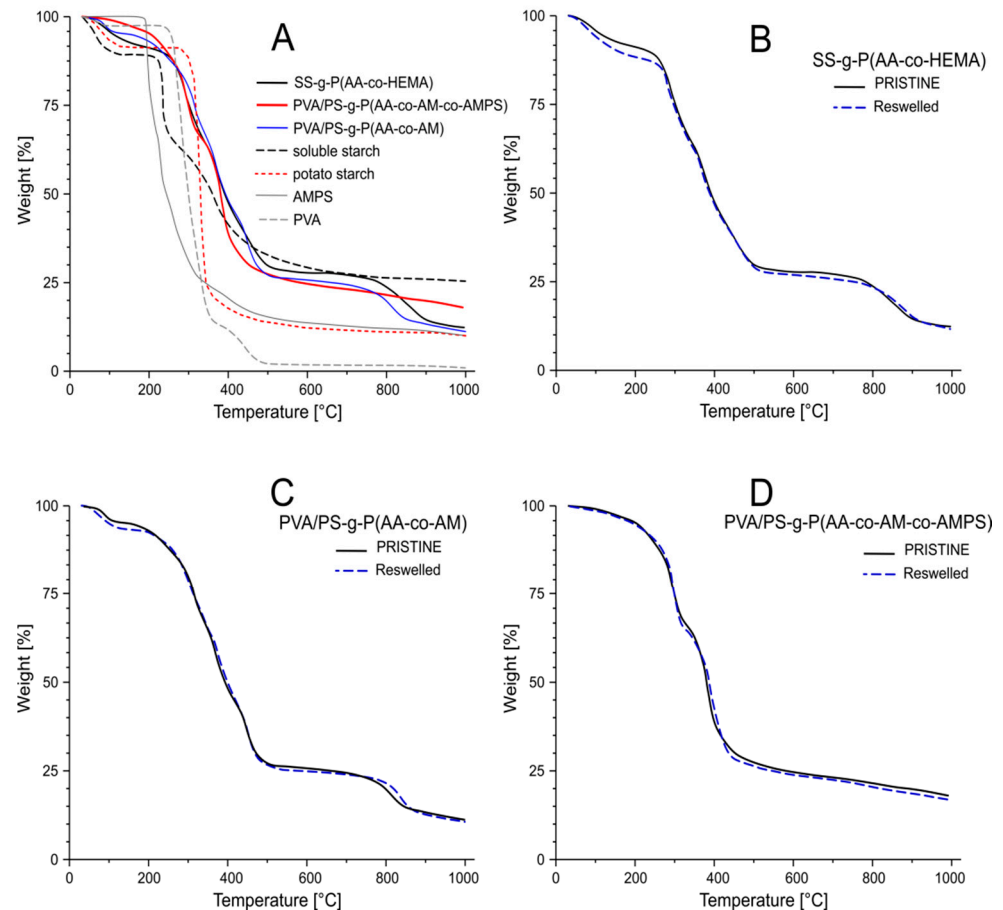 A
SS-g-P(AA-co-HEMA)
PVA/PS-g-P(AA-co-AM-co-AMPS)
PVA/PS-g-P(AA-co-AM)
soluble starch
potato starch
AMPS
PVA
Weight [%]
100
75
50
25
0
0 200 400 600 800 1000
Temperature [°C]
B
SS-g-P(AA-co-HEMA)
PRISTINE
Reswelled
Weight [%]
100
75
50
25
0
0 200 400 600 800 1000
Temperature [°C]
C
PVA/PS-g-P(AA-co-AM)
PRISTINE
Reswelled
Weight [%]
100
75
50
25
0
0 200 400 600 800 1000
Temperature [°C]
D
PVA/PS-g-P(AA-co-AM-co-AMPS)
PRISTINE
Reswelled
Weight [%]
100
75
50
25
0
0 200 400 600 800 1000
Temperature [°C]